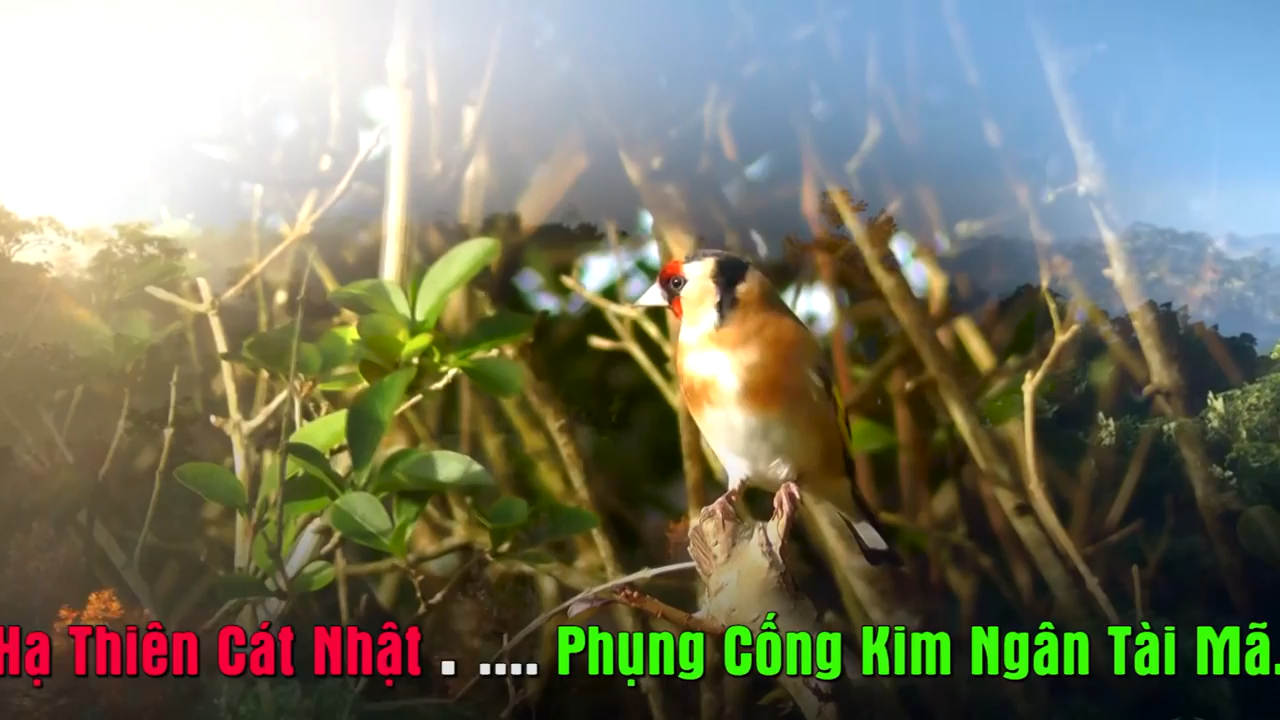 Hạ Thiên Cát Nhật . .... Phụng Cống Kim Ngân Tài Mã.